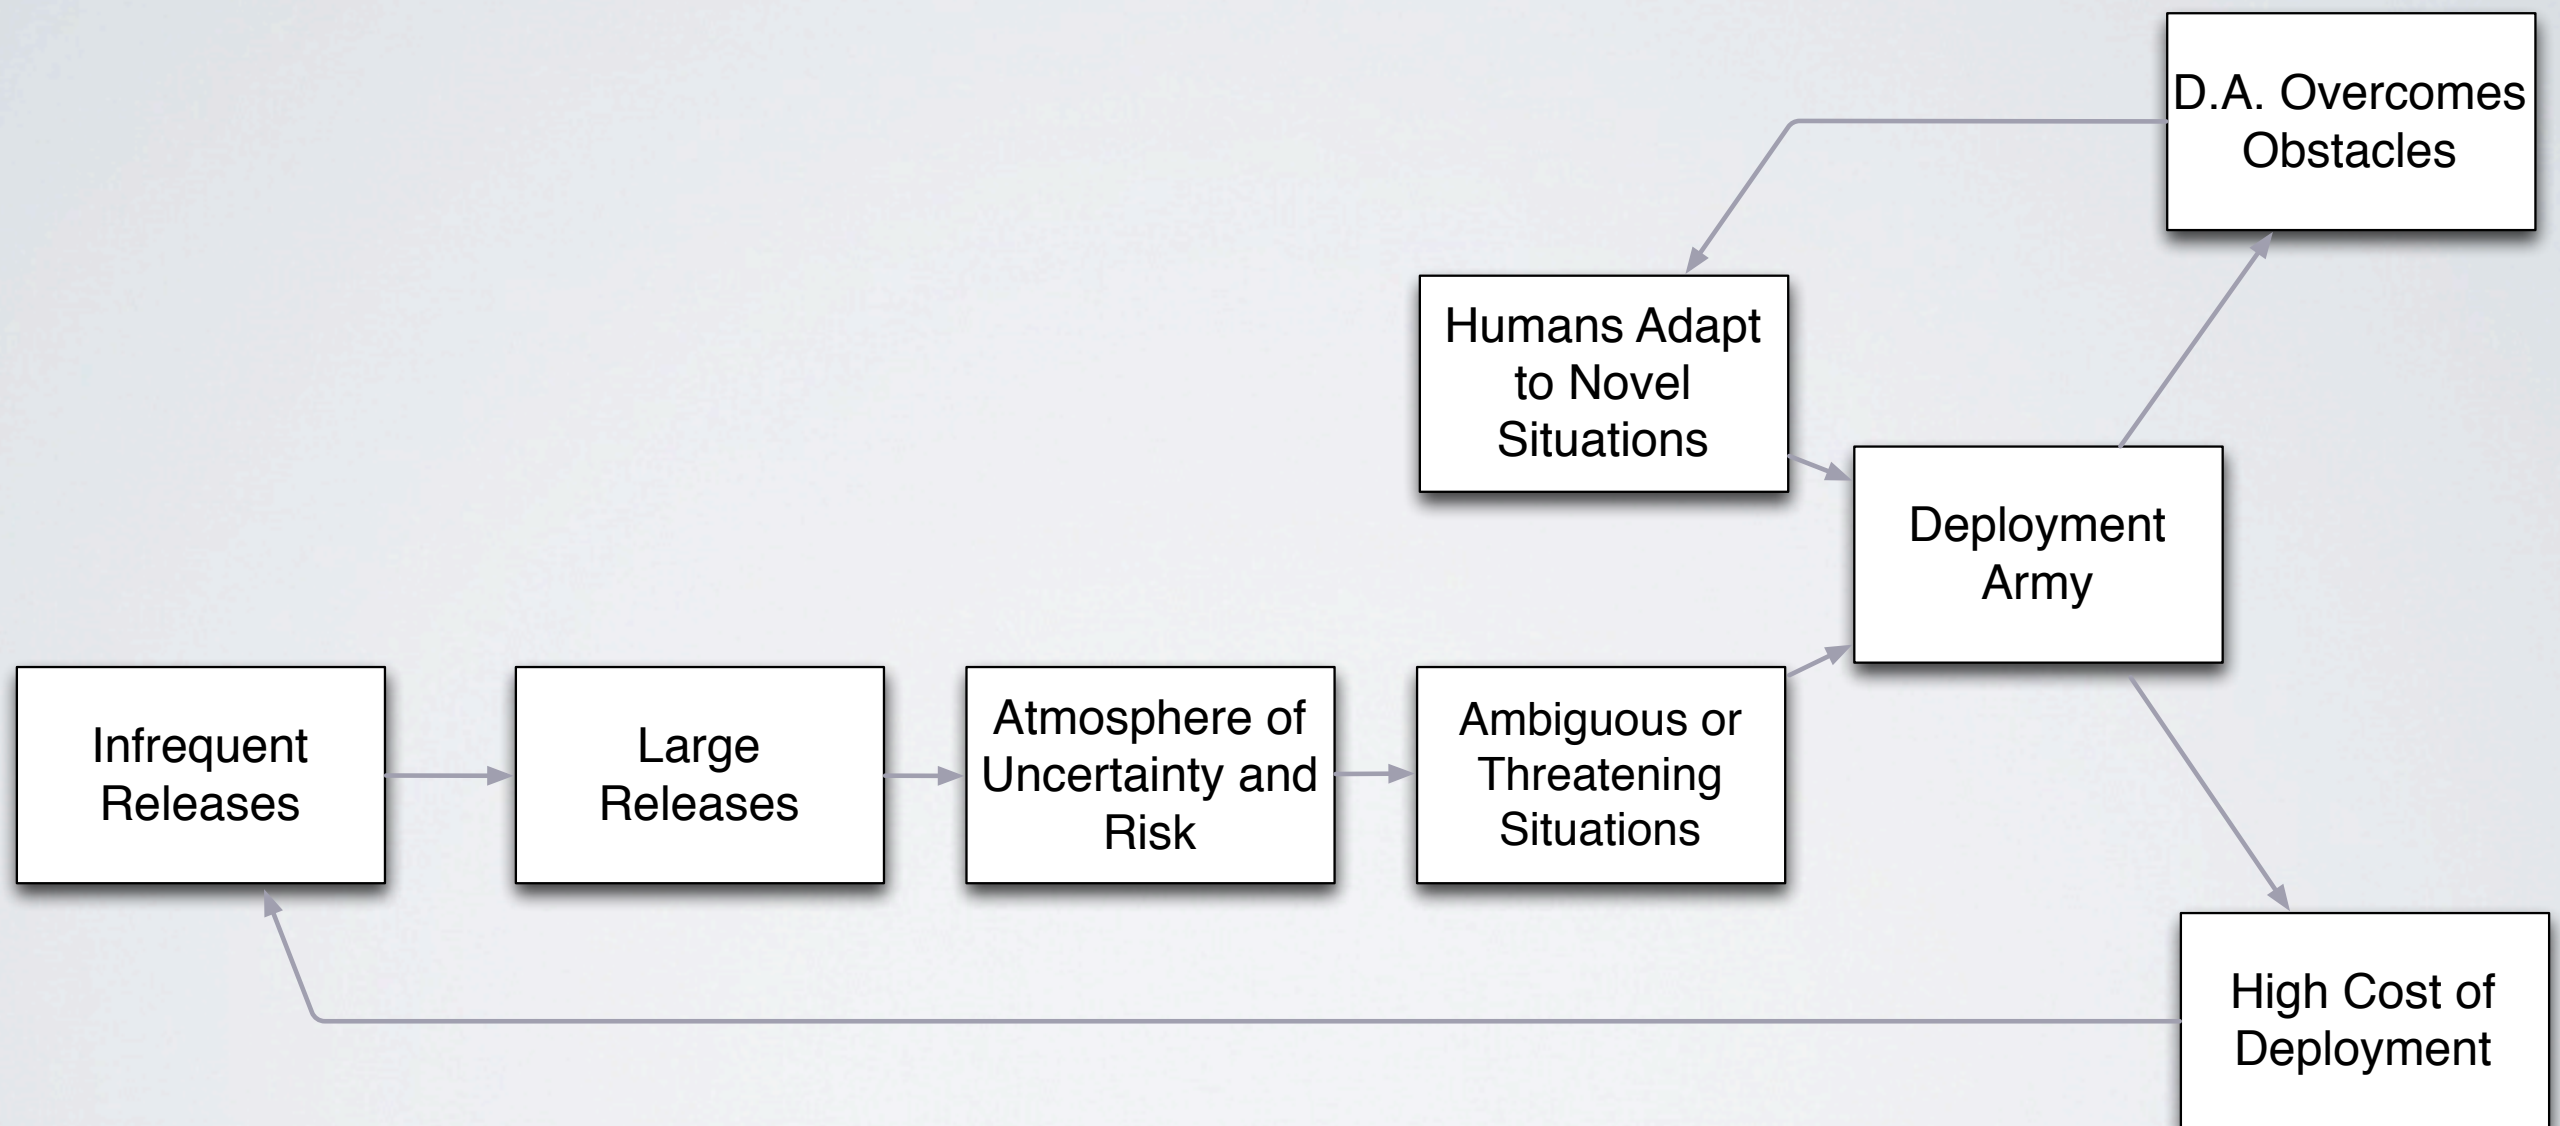 D.A. Overcomes
Obstacles
Humans Adapt
to Novel
Situations
Deployment
Army
Infrequent
Releases
Large
Releases
Atmosphere of
Uncertainty and
Risk
Ambiguous or
Threatening
Situations
High Cost of
Deployment